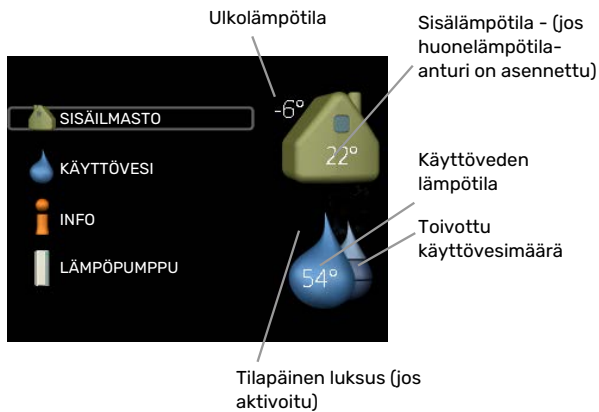 Ulkolämpötila
Sisälämpötila - (jos
huonelämpötila-
anturi on asennettu)
-6°
SISÄILMASTO
22°
KÄYTTÖVESI
Käyttöveden
lämpötila
INFO
Toivottu
käyttövesimäärä
LÄMPÖPUMPPU
54°
Tilapäinen luksus (jos
aktivoitu)